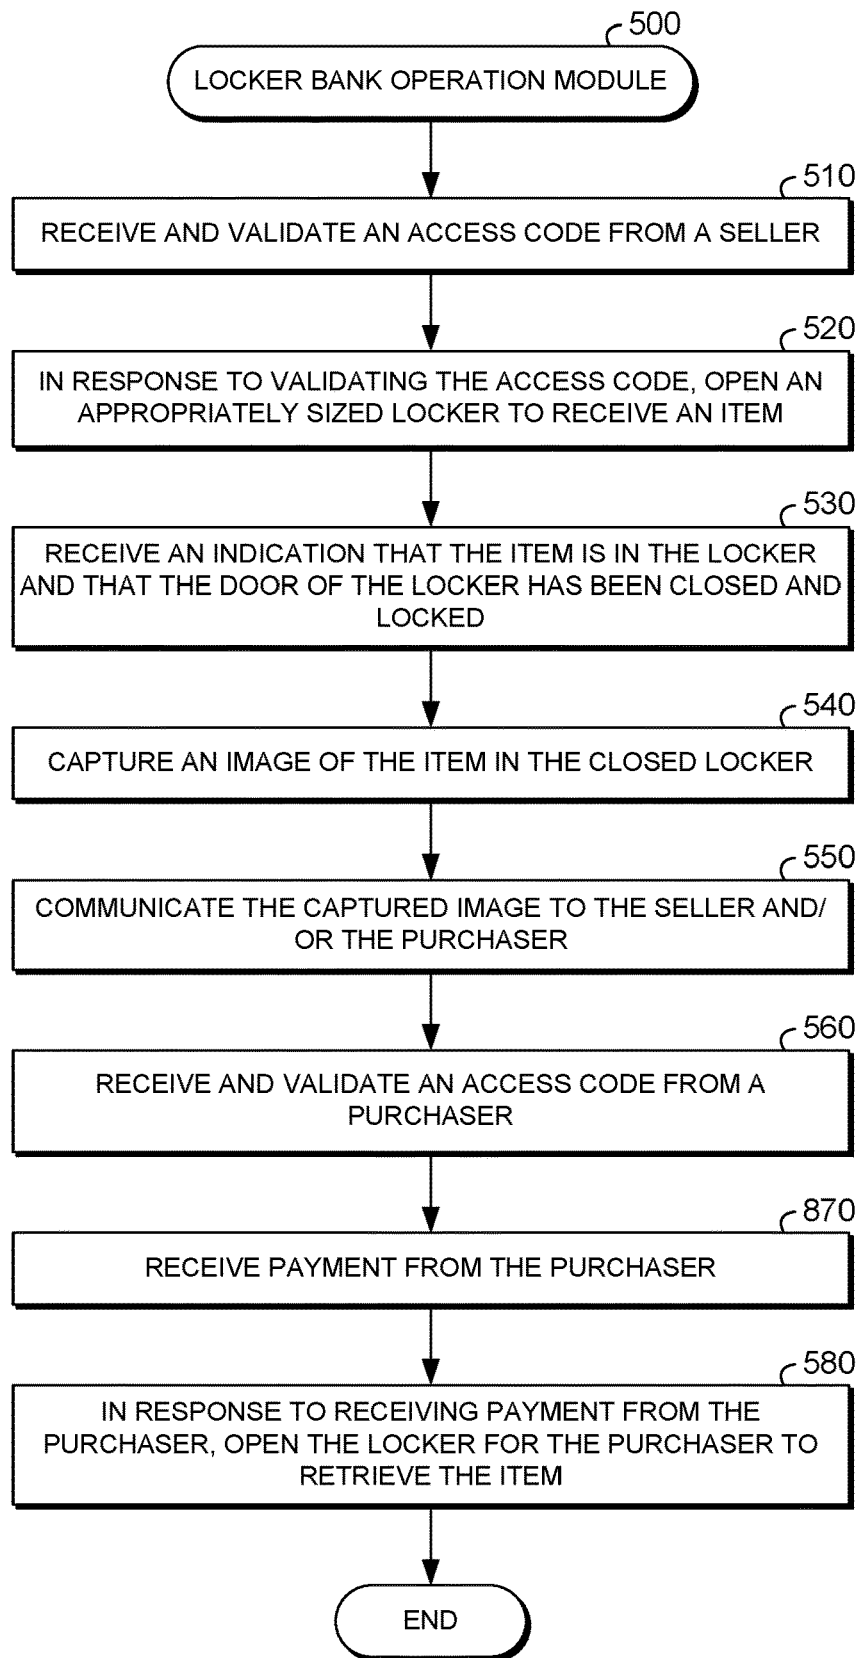 500
LOCKER BANK OPERATION MODULE
510
RECEIVE AND VALIDATE AN ACCESS CODE FROM A SELLER
520
IN RESPONSE TO VALIDATING THE ACCESS CODE, OPEN AN
APPROPRIATELY SIZED LOCKER TO RECEIVE AN ITEM
530
RECEIVE AN INDICATION THAT THE ITEM IS IN THE LOCKER
AND THAT THE DOOR OF THE LOCKER HAS BEEN CLOSED AND
LOCKED
540
CAPTURE AN IMAGE OF THE ITEM IN THE CLOSED LOCKER
550
COMMUNICATE THE CAPTURED IMAGE TO THE SELLER AND/
OR THE PURCHASER
560
RECEIVE AND VALIDATE AN ACCESS CODE FROM A
PURCHASER
870
RECEIVE PAYMENT FROM THE PURCHASER
580
IN RESPONSE TO RECEIVING PAYMENT FROM THE
PURCHASER, OPEN THE LOCKER FOR THE PURCHASER TO
RETRIEVE THE ITEM
END